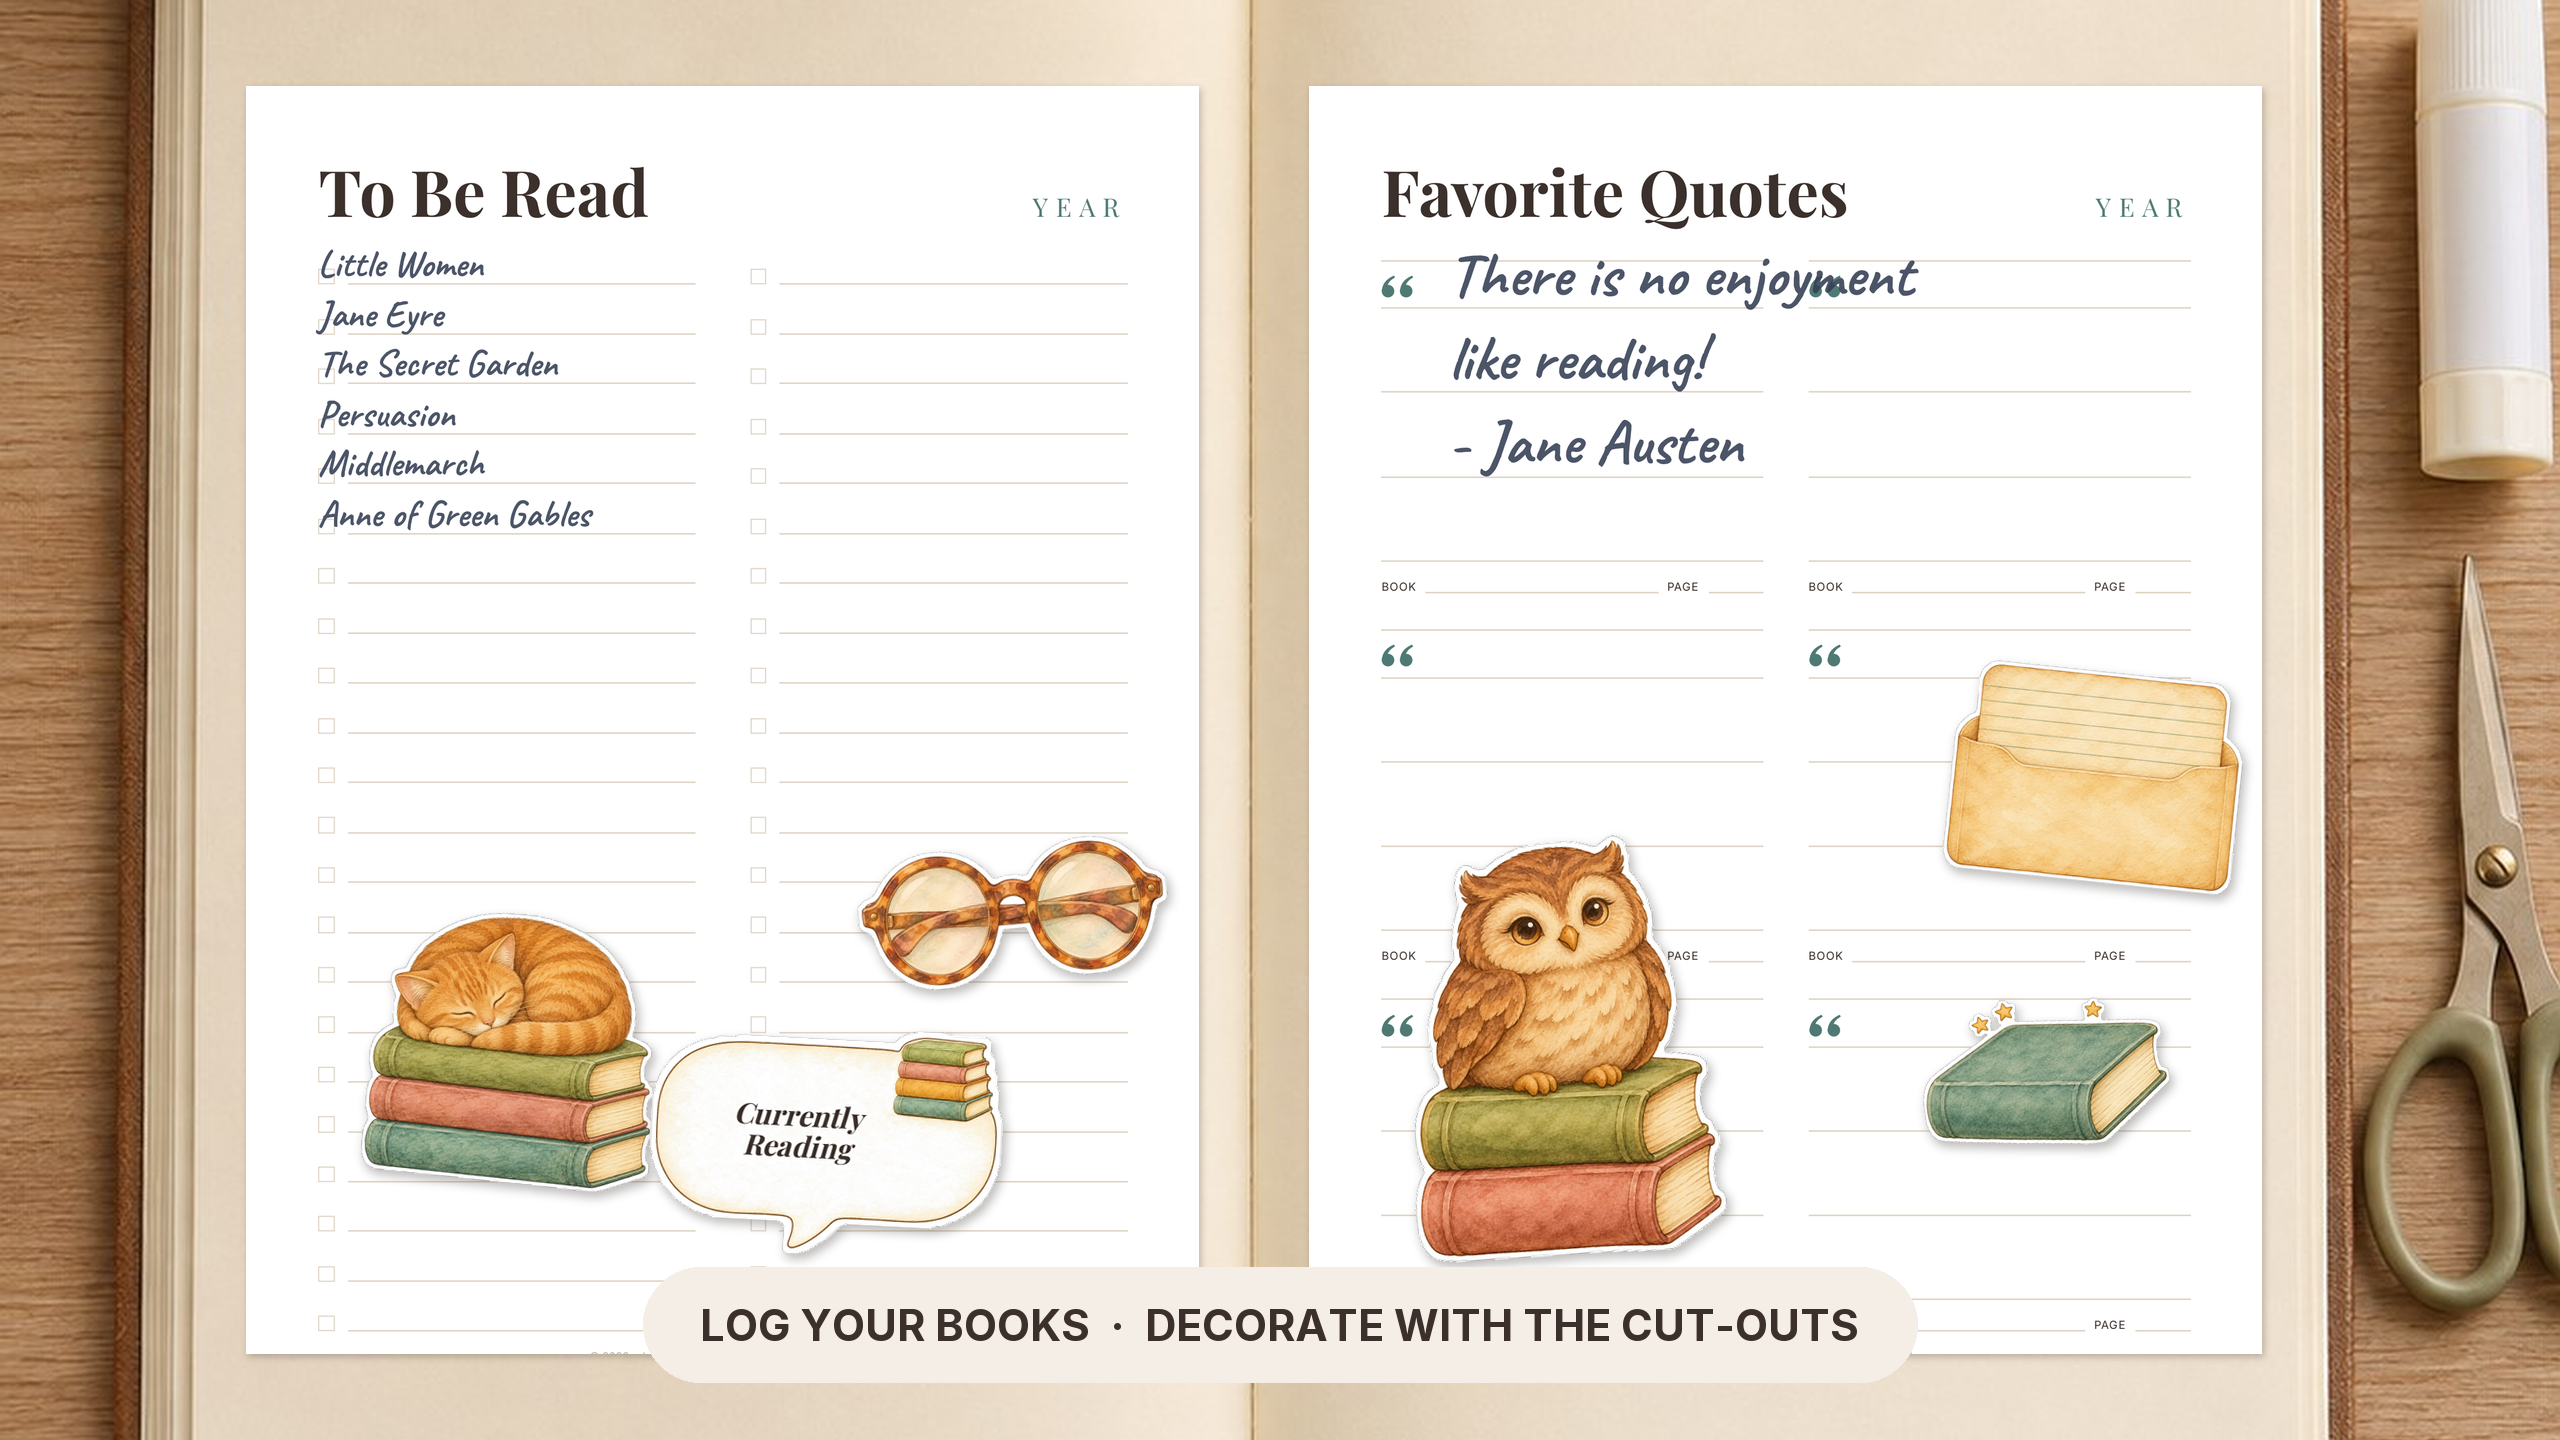 To Be Read
YEAR
Little Women
Jane Eyre
The Secret Garden
Persuasion
Middlemarch
Anne of Green Gables
Currently
Reading
Favorite Quotes
YEAR
“ There is no enjoyment “
like reading!
- Jane Austen
BOOK PAGE BOOK PAGE
“ “
BOOK PAGE BOOK PAGE
“ “
PAGE
LOG YOUR BOOKS · DECORATE WITH THE CUT-OUTS